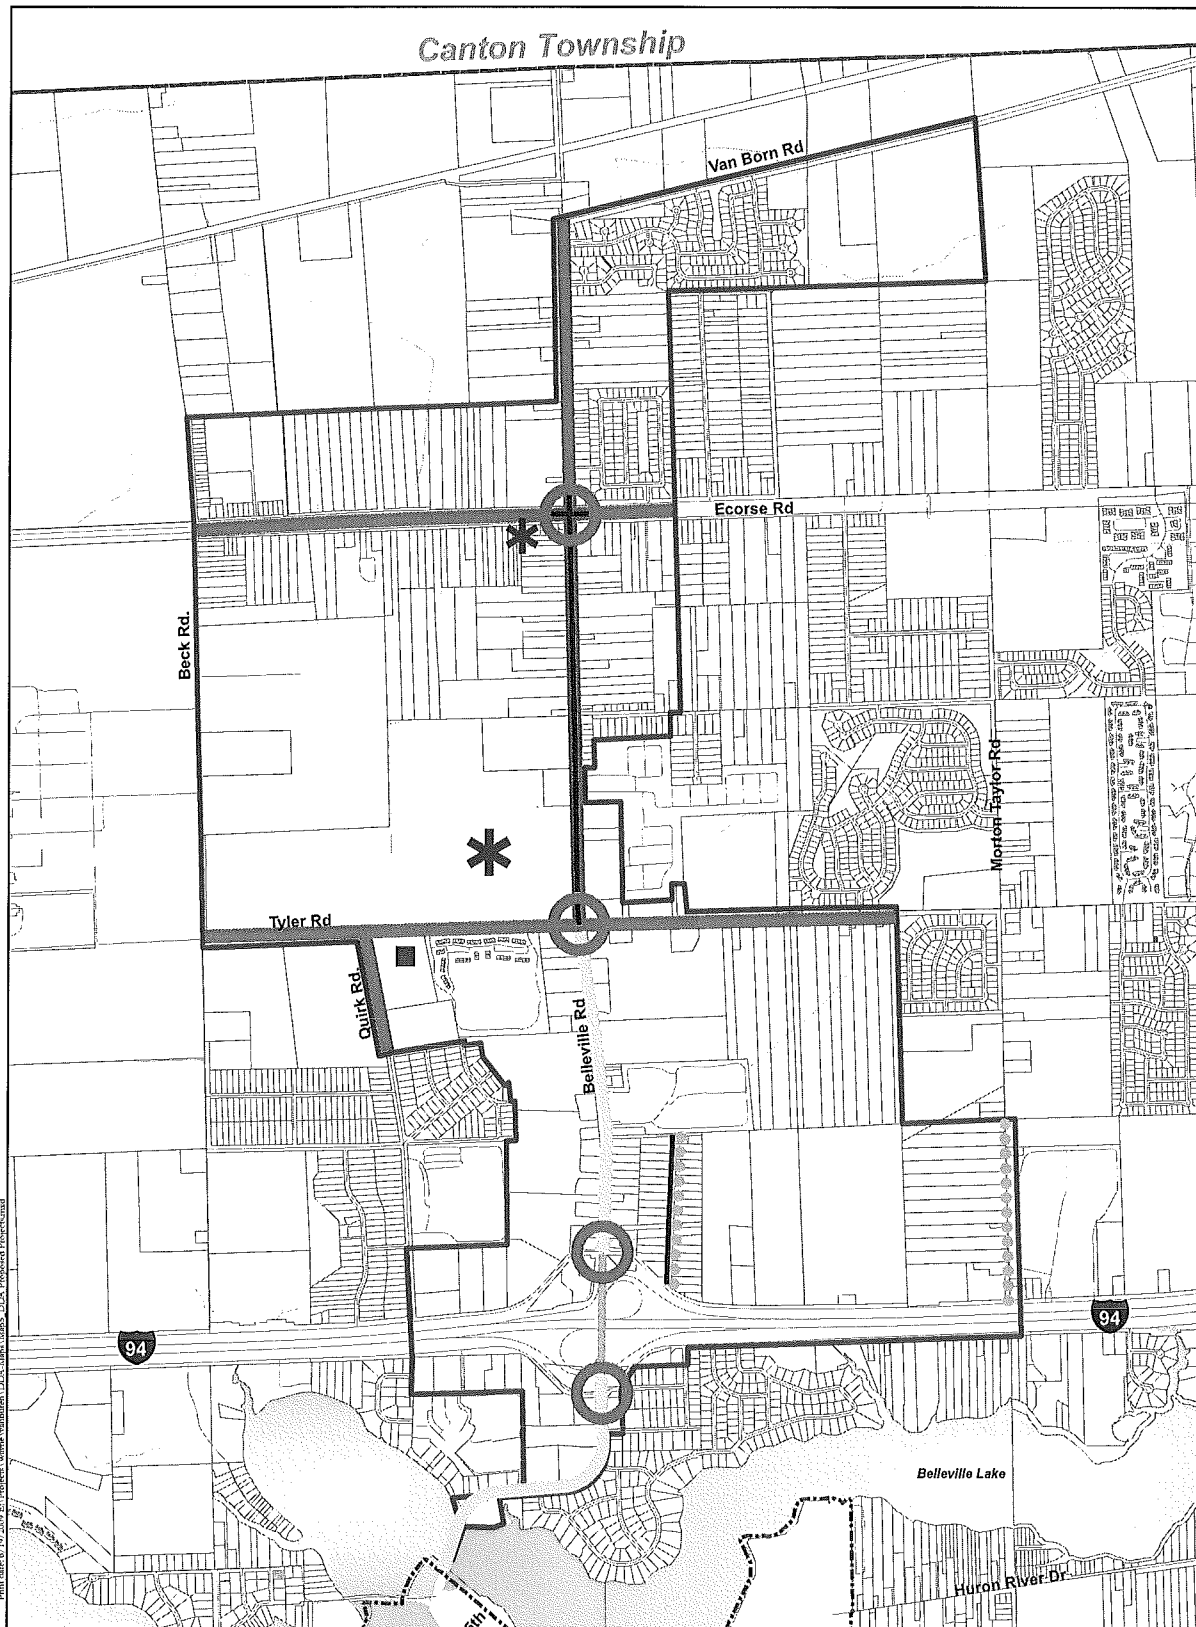 Canton Township
Van Born Rd
Ecorse Rd
Beck Rd.
Morton Taylor Rd
Tyler Rd
Quirk Rd.
Belleville Rd
94
94
Belleville Lake
Huron River Dr